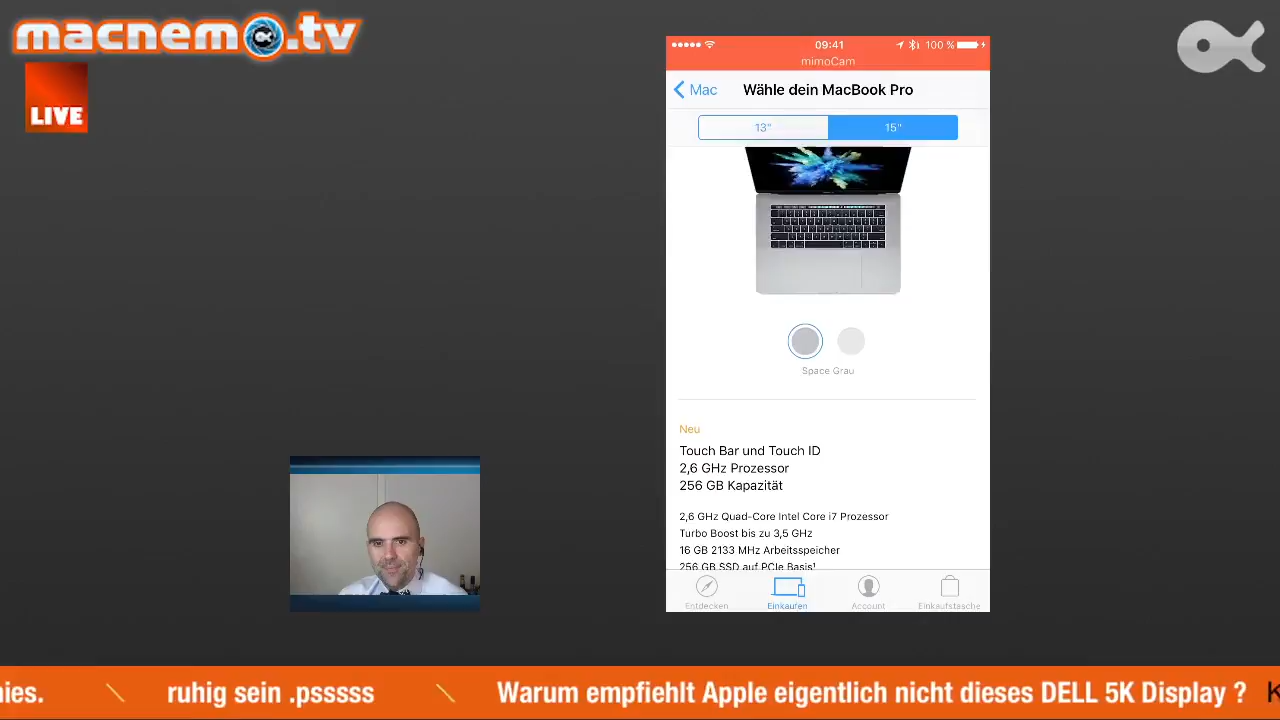 macnemo.tv
LIVE
09:41
100 %
mimoCam
Mac
Wähle dein MacBook Pro
13"
15"
Space Grau
Neu
Touch Bar und Touch ID
2,6 GHz Prozessor
256 GB Kapazität
2,6 GHz Quad-Core Intel Core i7 Prozessor
Turbo Boost bis zu 3,5 GHz
16 GB 2133 MHz Arbeitsspeicher
256 GB SSD auf PCIe Basis¹
Entdecken
Einkaufen
Account
Einkaufstasche
ruhig sein .psssss
Warum empfiehlt Apple eigentlich nicht dieses DELL 5K Display ?